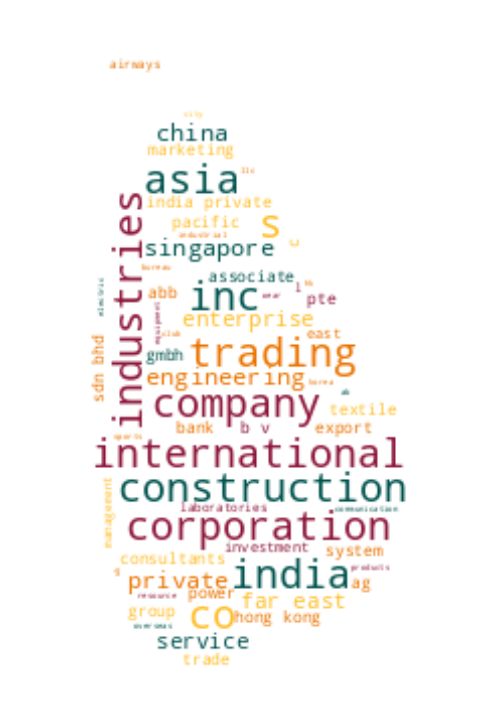 airways
city
china
marketing
asia
llc
india private
pacific
s
industrial
industries
singapore
bureau
associate
electric
inc
abb
pte
l
equipment
enterprise
club
east
gmbh
trading
sdn bhd
engineering
korea
company
textile
bank
b v
export
sports
international
construction
management
laboratories
communication
corporation
investment
system
consultants
india
products
s
private
ag
resource
power
far east
group
co
hong kong
overseas
service
trade